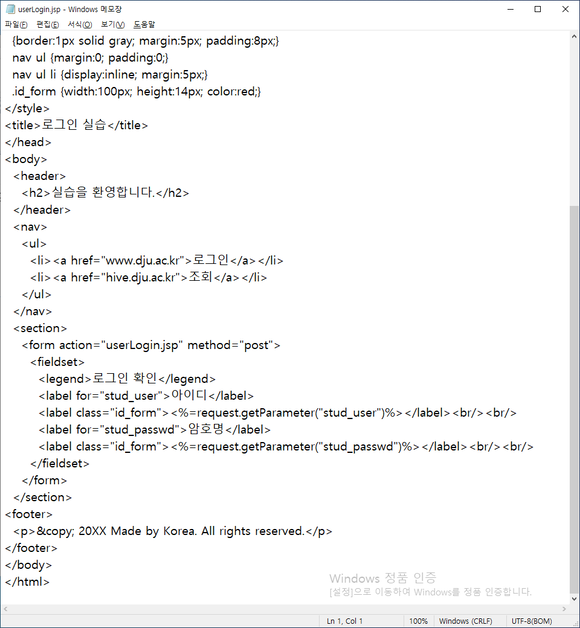 userLogin.jsp - Windows 메모장
파일(F) 편집(E) 서식(O) 보기(V) 도움말
{border:1px solid gray; margin:5px; padding:8px;}
nav ul {margin:0; padding:0;}
nav ul li {display:inline; margin:5px;}
.id_form {width:100px; height:14px; color:red;}
</style>
<title>로그인 실습</title>
</head>
<body>
<header>
<h2>실습을 환영합니다.</h2>
</header>
<nav>
<ul>
<li><a href="www.dju.ac.kr">로그인</a></li>
<li><a href="hive.dju.ac.kr">조회</a></li>
</ul>
</nav>
<section>
<form action="userLogin.jsp" method="post">
<fieldset>
<legend>로그인 확인</legend>
<label for="stud_user">아이디</label>
<label class="id_form"><%=request.getParameter("stud_user")%></label><br/><br/>
<label for="stud_passwd">암호명</label>
<label class="id_form"><%=request.getParameter("stud_passwd")%></label><br/><br/>
</fieldset>
</form>
</section>
<footer>
<p>&copy; 20XX Made by Korea. All rights reserved.</p>
</footer>
</body>
</html>
Windows 정품 인증
[설정]으로 이동하여 Windows를 정품 인증합니다.
Ln 1, Col 1 100% Windows (CRLF) UTF-8(BOM)